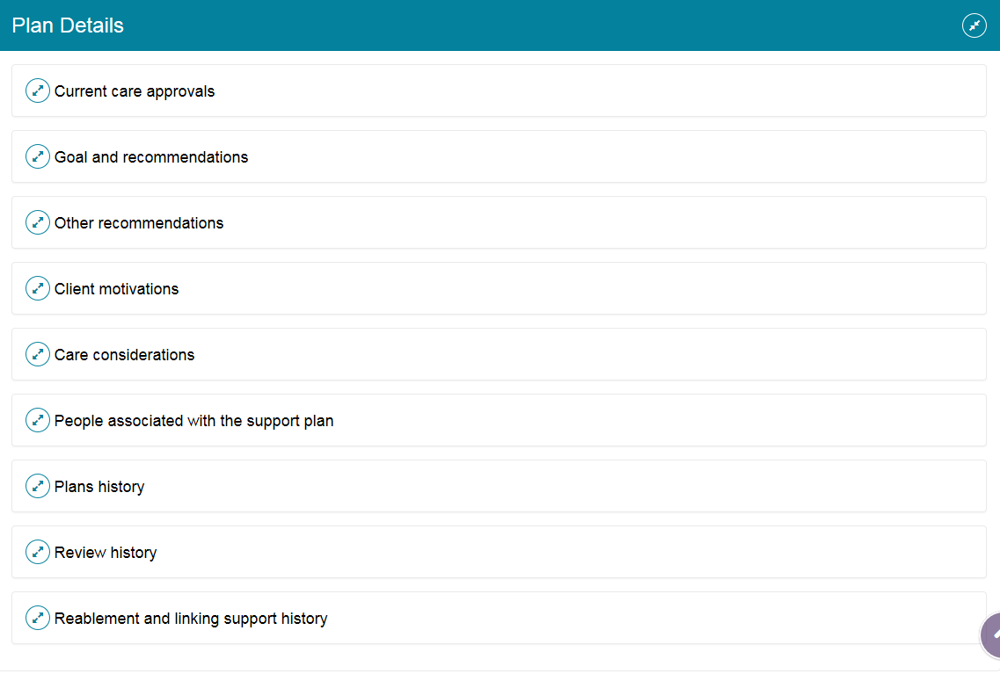 Plan Details
Current care approvals
Goal and recommendations
Other recommendations
Client motivations
Care considerations
People associated with the support plan
Plans history
Review history
Reablement and linking support history